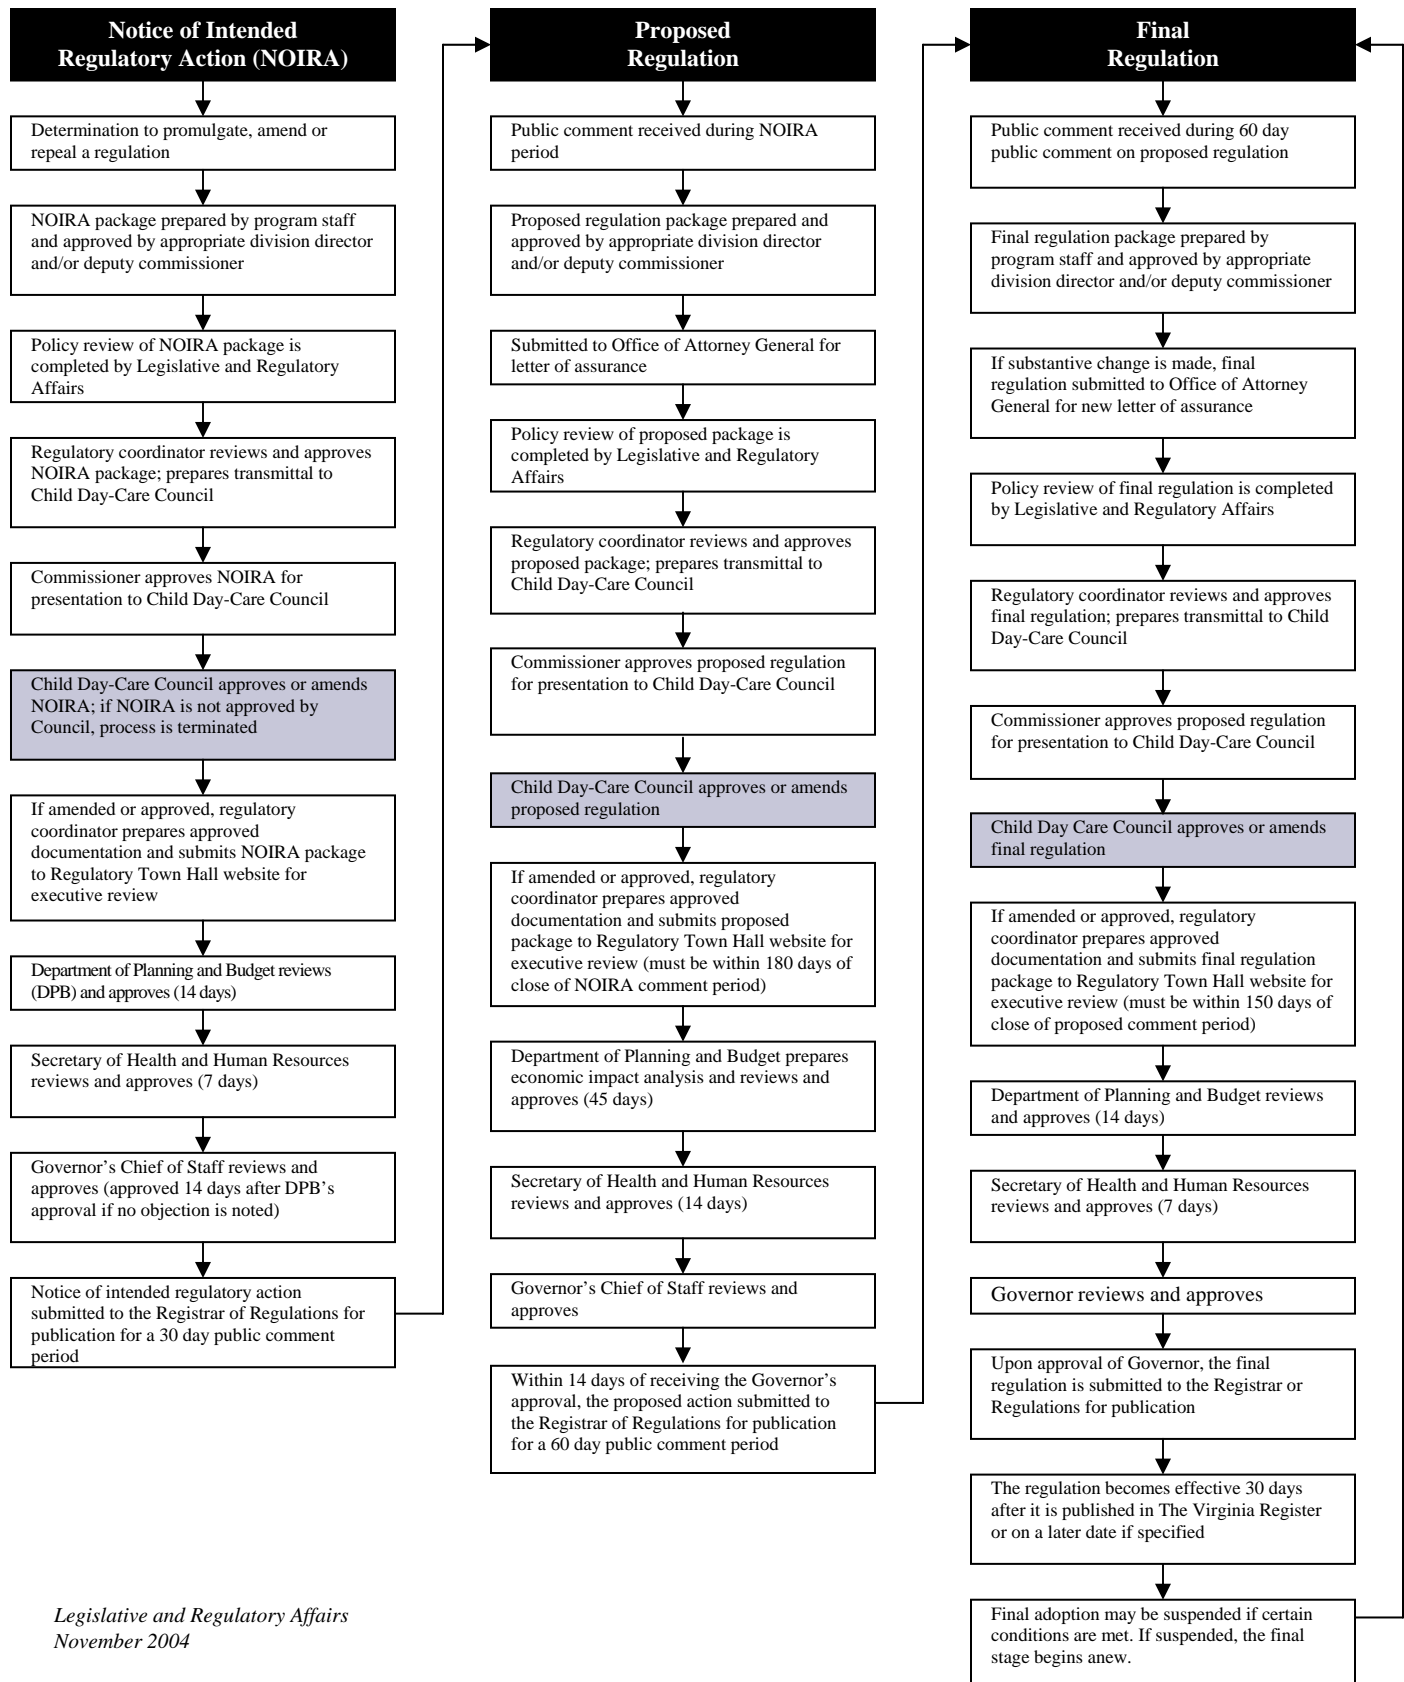 Notice of Intended
Regulatory Action (NOIRA)
Determination to promulgate, amend or
repeal a regulation
NOIRA package prepared by program staff
and approved by appropriate division director
and/or deputy commissioner
Policy review of NOIRA package is
completed by Legislative and Regulatory
Affairs
Regulatory coordinator reviews and approves
NOIRA package; prepares transmittal to
Child Day-Care Council
Commissioner approves NOIRA for
presentation to Child Day-Care Council
Child Day-Care Council approves or amends
NOIRA; if NOIRA is not approved by
Council, process is terminated
If amended or approved, regulatory
coordinator prepares approved
documentation and submits NOIRA package
to Regulatory Town Hall website for
executive review
Department of Planning and Budget reviews
(DPB) and approves (14 days)
Secretary of Health and Human Resources
reviews and approves (7 days)
Governor's Chief of Staff reviews and
approves (approved 14 days after DPB's
approval if no objection is noted)
Notice of intended regulatory action
submitted to the Registrar of Regulations for
publication for a 30 day public comment
period
Proposed
Regulation
Public comment received during NOIRA
period
Proposed regulation package prepared and
approved by appropriate division director
and/or deputy commissioner
Submitted to Office of Attorney General for
letter of assurance
Policy review of proposed package is
completed by Legislative and Regulatory
Affairs
Regulatory coordinator reviews and approves
proposed package; prepares transmittal to
Child Day-Care Council
Commissioner approves proposed regulation
for presentation to Child Day-Care Council
Child Day-Care Council approves or amends
proposed regulation
If amended or approved, regulatory
coordinator prepares approved
documentation and submits proposed
package to Regulatory Town Hall website for
executive review (must be within 180 days of
close of NOIRA comment period)
Department of Planning and Budget prepares
economic impact analysis and reviews and
approves (45 days)
Secretary of Health and Human Resources
reviews and approves (14 days)
Governor's Chief of Staff reviews and
approves
Within 14 days of receiving the Governor's
approval, the proposed action submitted to
the Registrar of Regulations for publication
for a 60 day public comment period
Final
Regulation
Public comment received during 60 day
public comment on proposed regulation
Final regulation package prepared by
program staff and approved by appropriate
division director and/or deputy commissioner
If substantive change is made, final
regulation submitted to Office of Attorney
General for new letter of assurance
Policy review of final regulation is completed
by Legislative and Regulatory Affairs
Regulatory coordinator reviews and approves
final regulation; prepares transmittal to Child
Day-Care Council
Commissioner approves proposed regulation
for presentation to Child Day-Care Council
Child Day Care Council approves or amends
final regulation
If amended or approved, regulatory
coordinator prepares approved
documentation and submits final regulation
package to Regulatory Town Hall website for
executive review (must be within 150 days of
close of proposed comment period)
Department of Planning and Budget reviews
and approves (14 days)
Secretary of Health and Human Resources
reviews and approves (7 days)
Governor reviews and approves
Upon approval of Governor, the final
regulation is submitted to the Registrar or
Regulations for publication
The regulation becomes effective 30 days
after it is published in The Virginia Register
or on a later date if specified
Final adoption may be suspended if certain
conditions are met. If suspended, the final
stage begins anew.
Legislative and Regulatory Affairs
November 2004